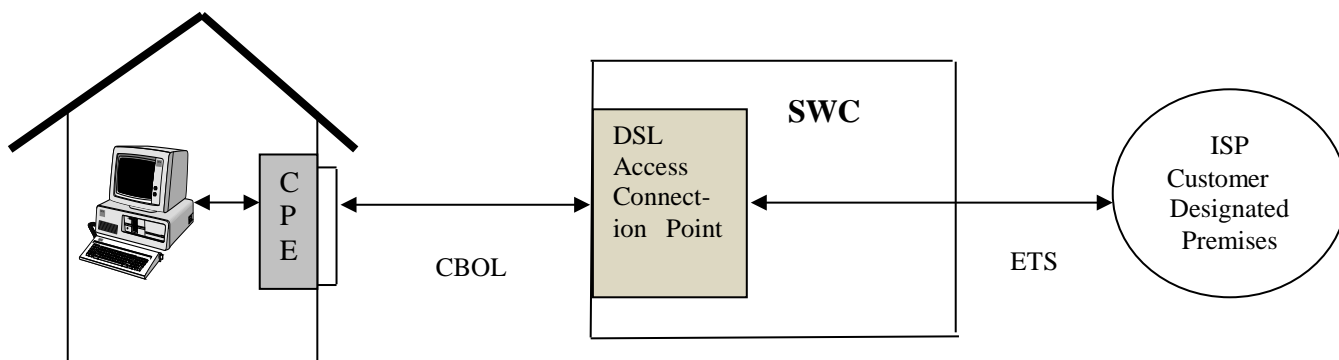 C
P
E
CBOL
DSL
Access
Connect-
ion Point
SWC
ETS
ISP
Customer
Designated
Premises